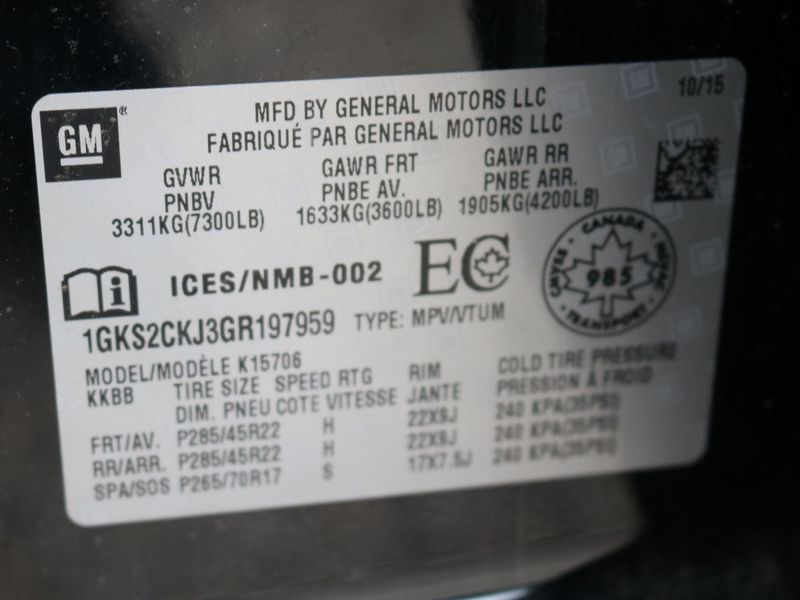 GM ®
10/15
MFD BY GENERAL MOTORS LLC
FABRIQUÉ PAR GENERAL MOTORS LLC
GVWR GAWR FRT GAWR RR
PNBV PNBE AV. PNBE ARR.
3311KG(7300LB) 1633KG(3600LB) 1905KG(4200LB)
i ICES/NMB-002 EC
CANADA
985
TRANSPORT
1GKS2CKJ3GR197959 TYPE: MPV/VTUM
MODEL/MODÈLE K15706
KKBB TIRE SIZE SPEED RTG RIM COLD TIRE PRESSURE
DIM. PNEU COTE VITESSE JANTE PRESSION À FROID
FRT/AV. P285/45R22 H 22X9J 240 KPA(35PSI)
RR/ARR. P285/45R22 H 22X9J 240 KPA(35PSI)
SPA/SOS P265/70R17 S 17X7.5J 240 KPA(35PSI)